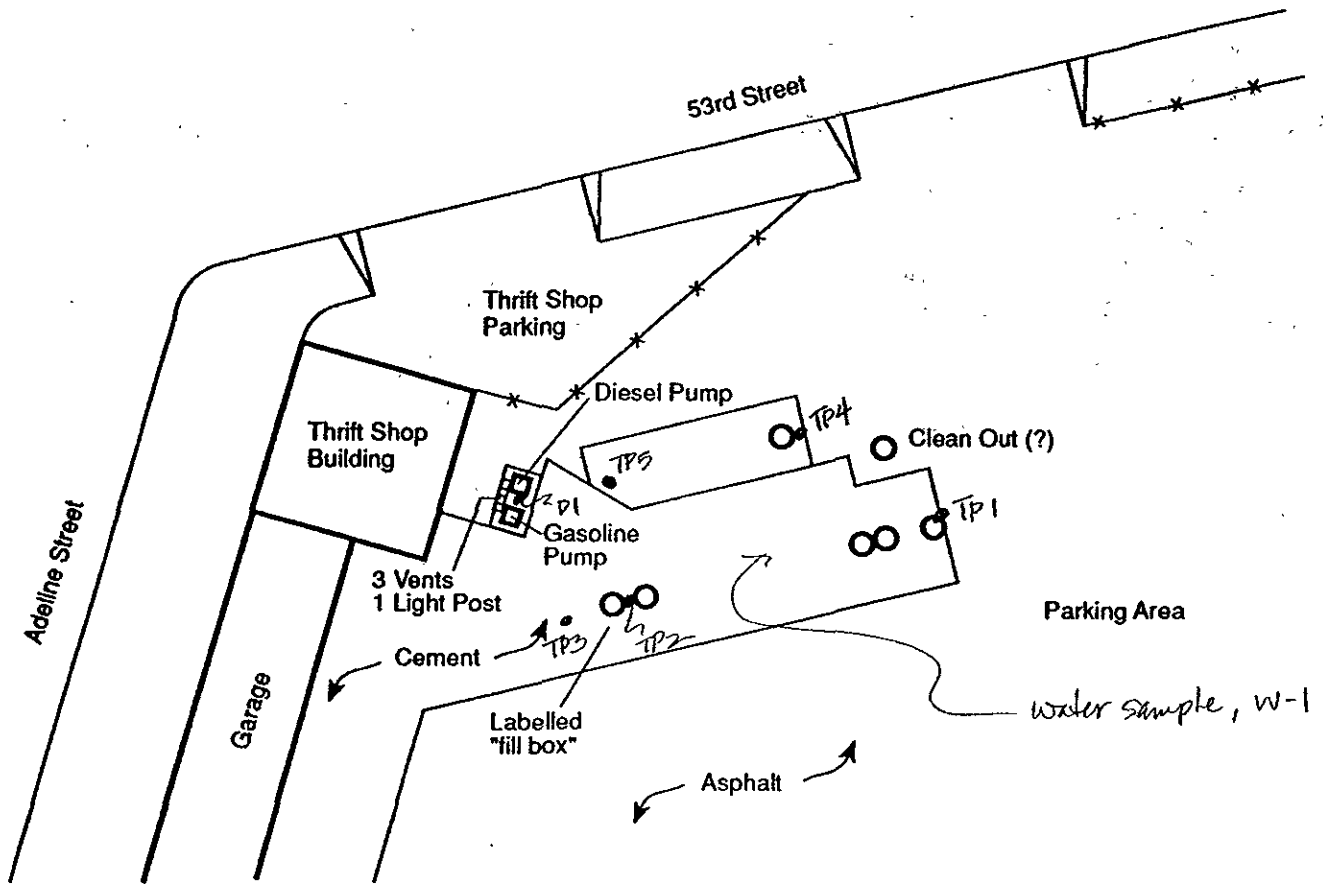 53rd Street
Thrift Shop
Parking
Diesel Pump
Thrift Shop
Building
TP4
Clean Out (?)
TP5
D1
TP1
Gasoline
Pump
3 Vents
1 Light Post
Adeline Street
Parking Area
TP3
TP2
Cement
Garage
water sample, W-1
Labelled
"fill box"
Asphalt